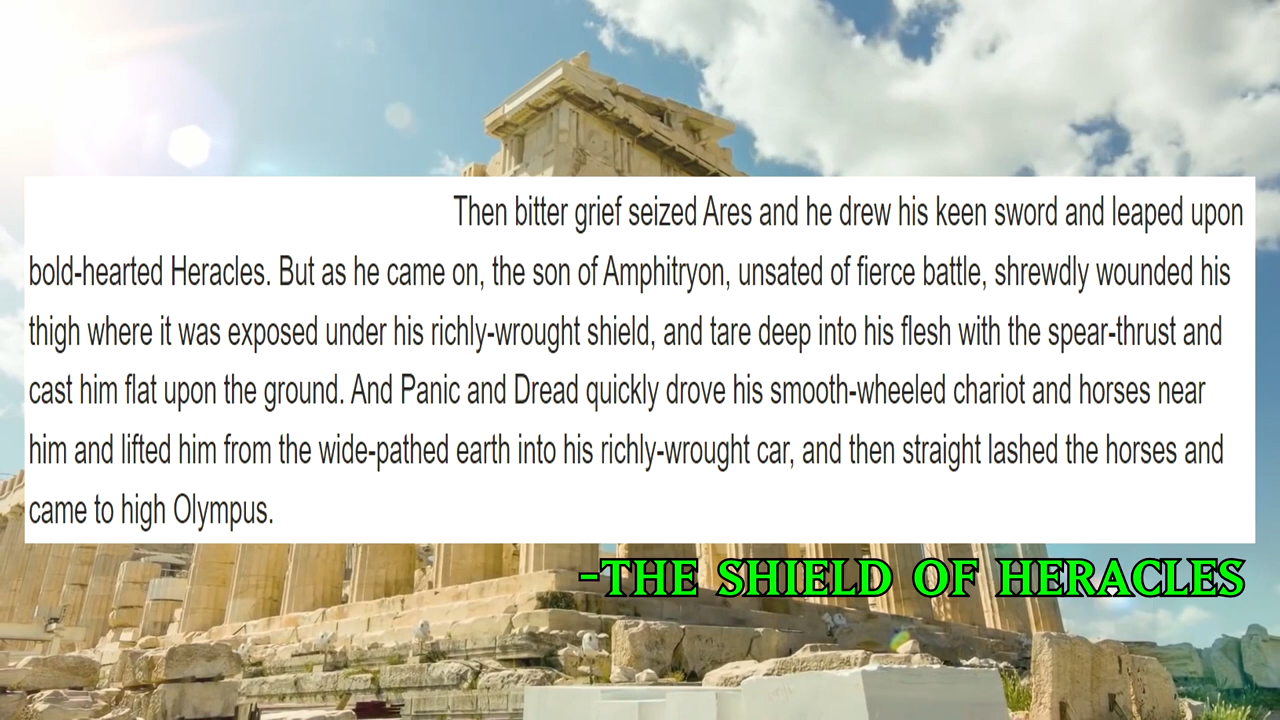 Then bitter grief seized Ares and he drew his keen sword and leaped upon
bold-hearted Heracles. But as he came on, the son of Amphitryon, unsated of fierce battle, shrewdly wounded his
thigh where it was exposed under his richly-wrought shield, and tare deep into his flesh with the spear-thrust and
cast him flat upon the ground. And Panic and Dread quickly drove his smooth-wheeled chariot and horses near
him and lifted him from the wide-pathed earth into his richly-wrought car, and then straight lashed the horses and
came to high Olympus.
-THE SHIELD OF HERACLES